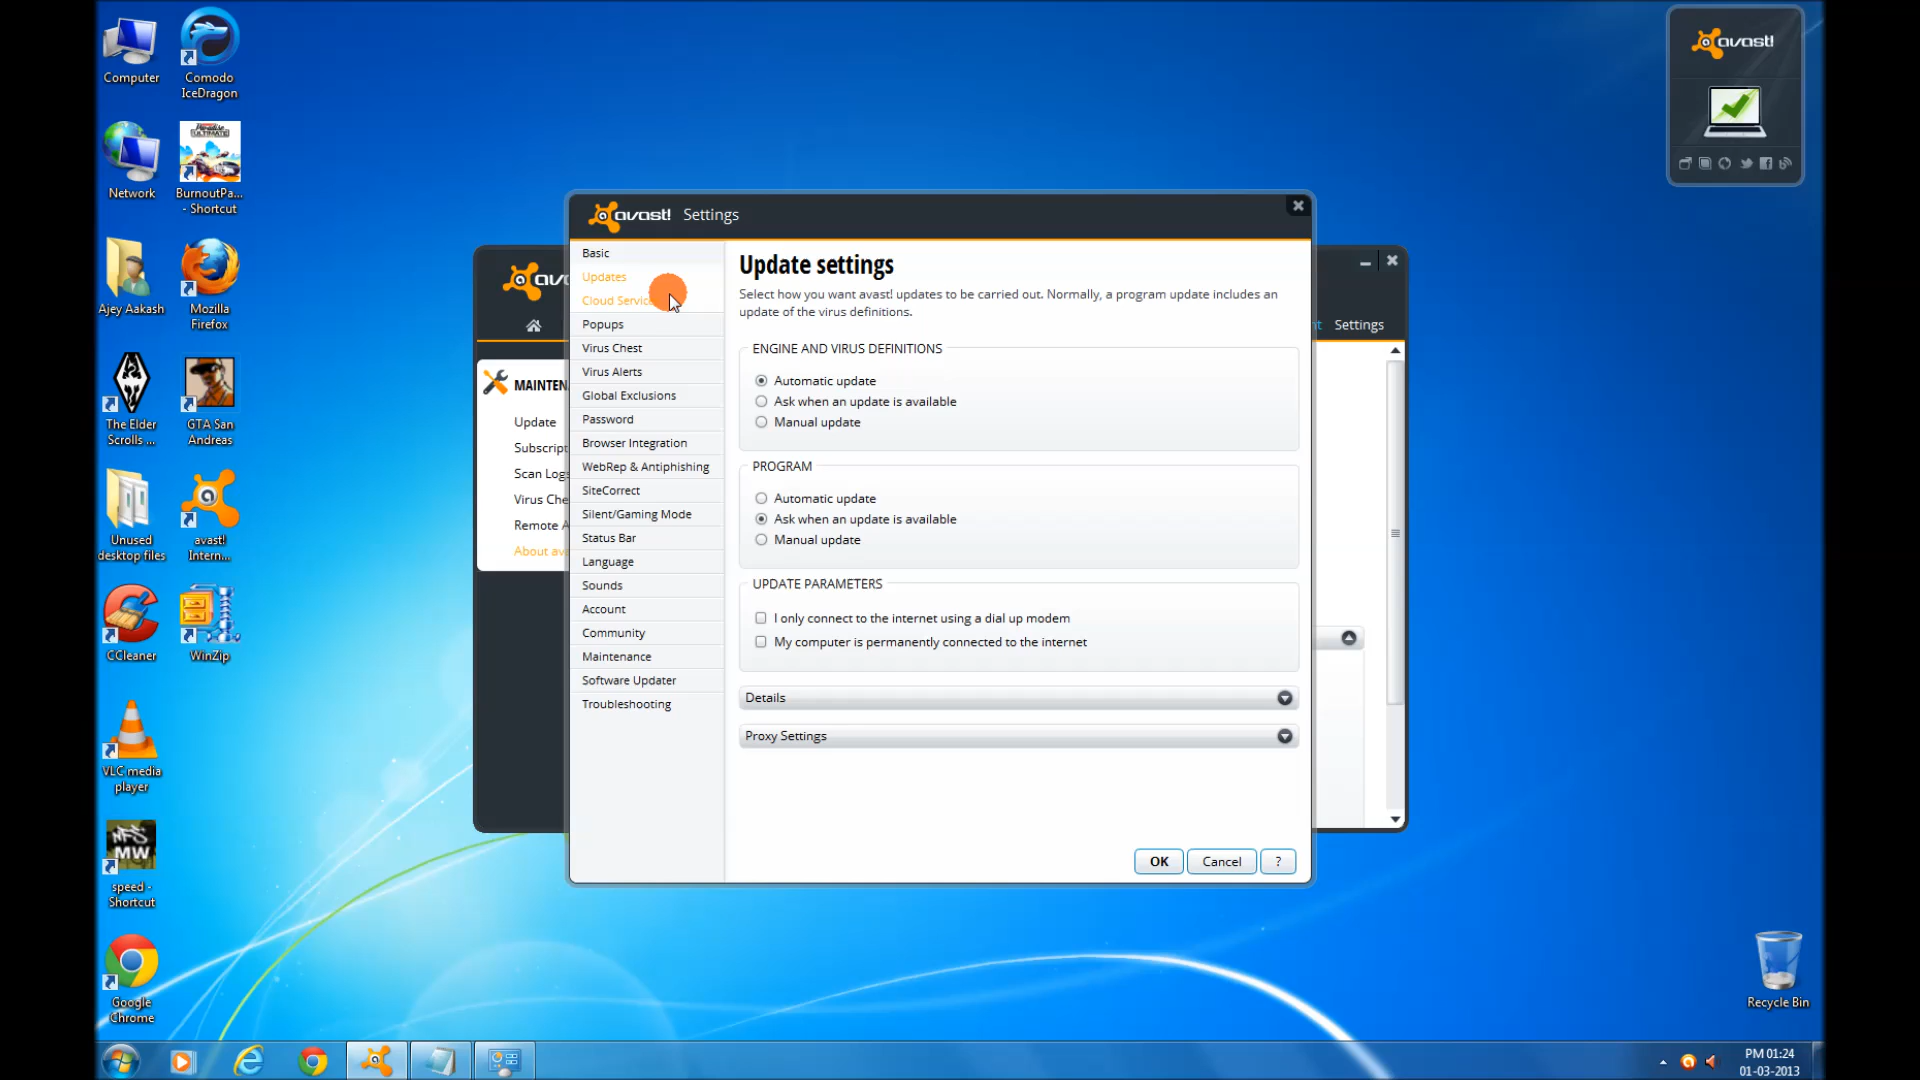 Computer
Comodo
IceDragon
Network
BurnoutPa...
- Shortcut
Ajey Aakash
Mozilla
Firefox
The Elder
Scrolls ...
GTA San
Andreas
Unused
desktop files
avast!
Intern...
CCleaner
WinZip
VLC media
player
NFS
MW
speed -
Shortcut
Google
Chrome
avast!
avast! Settings
Basic
Updates
Cloud Servic
Popups
Virus Chest
Virus Alerts
Global Exclusions
Password
Browser Integration
WebRep & Antiphishing
SiteCorrect
Silent/Gaming Mode
Status Bar
Language
Sounds
Account
Community
Maintenance
Software Updater
Troubleshooting
Update settings
Select how you want avast! updates to be carried out. Normally, a program update includes an
update of the virus definitions.
ENGINE AND VIRUS DEFINITIONS
Automatic update
Ask when an update is available
Manual update
PROGRAM
Automatic update
Ask when an update is available
Manual update
UPDATE PARAMETERS
I only connect to the internet using a dial up modem
My computer is permanently connected to the internet
Details
Proxy Settings
OK Cancel ?
av
MAINTEN
Update
Subscript
Scan Logs
Virus Che
Remote A
About av
t Settings
Recycle Bin
PM 01:24
01-03-2013